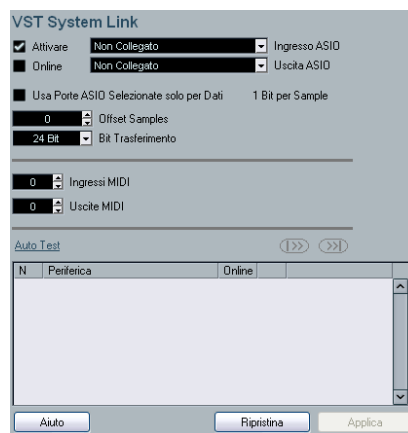 VST System Link
Attivare Non Collegato Ingresso ASIO
Online Non Collegato Uscita ASIO
Usa Porte ASIO Selezionate solo per Dati 1 Bit per Sample
0 Offset Samples
24 Bit Bit Trasferimento
0 Ingressi MIDI
0 Uscite MIDI
Auto Test
N Periferica Online
Aiuto Ripristina Applica